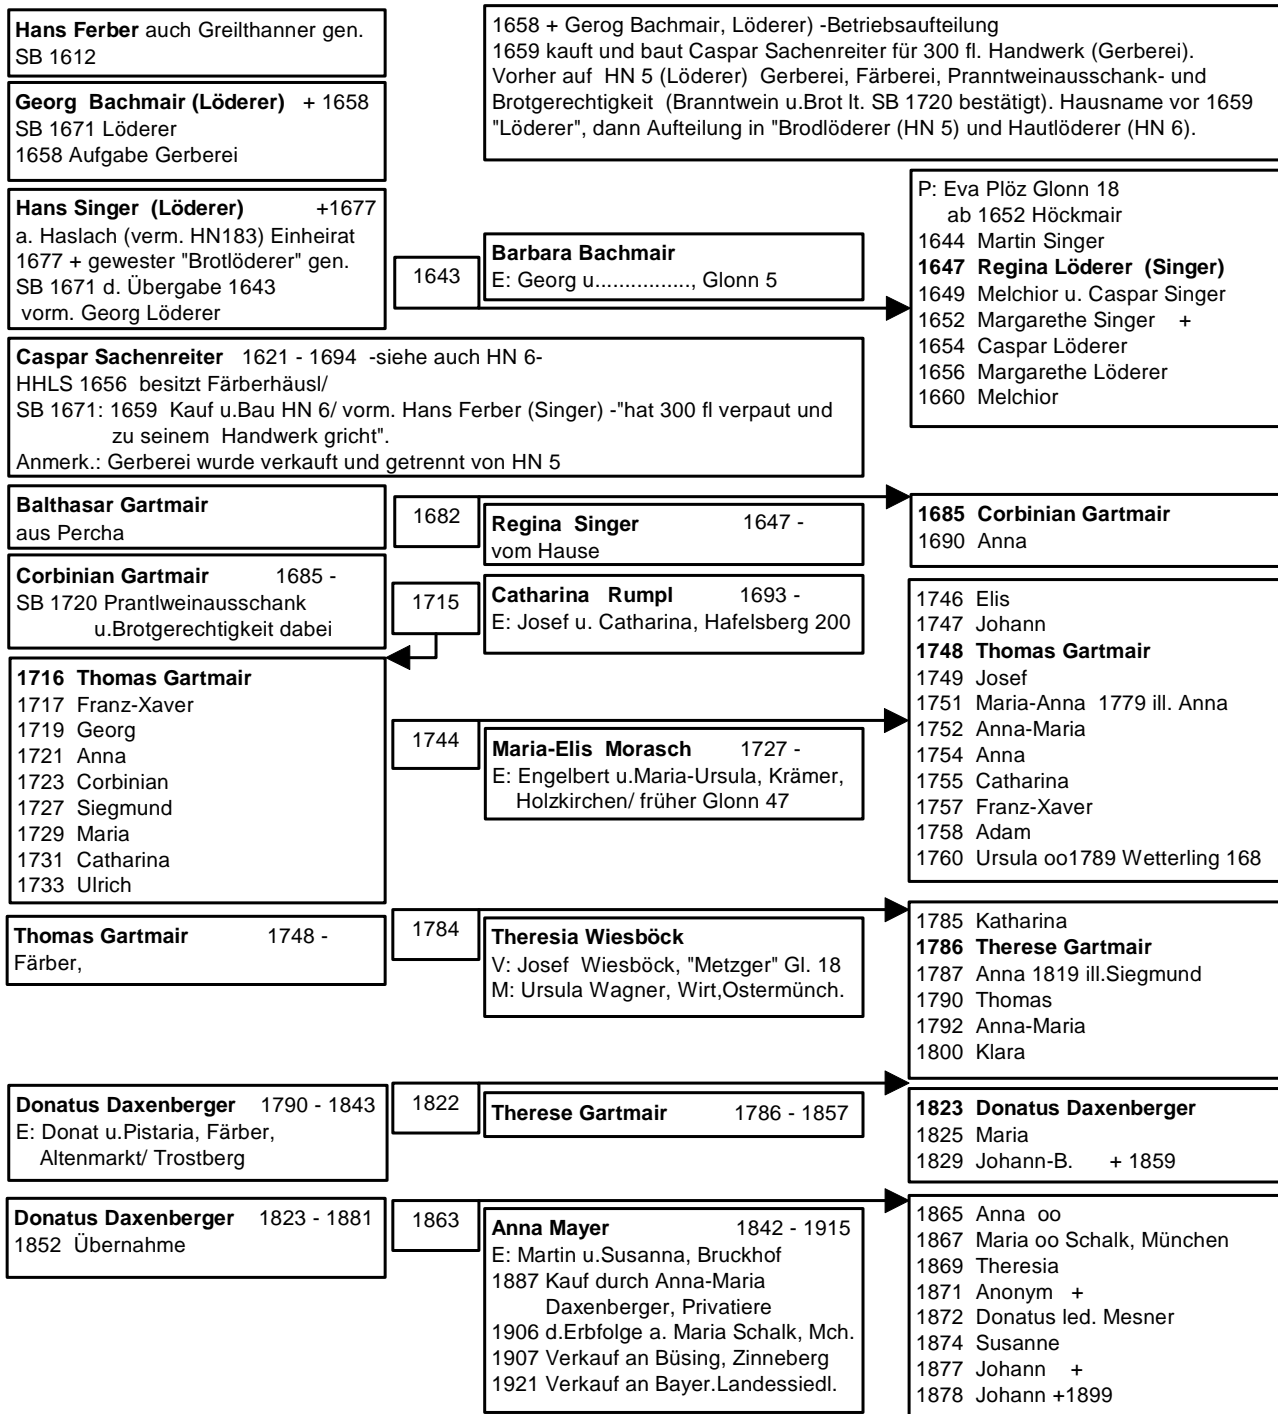 Hans Ferber auch Greilthanner gen.
SB 1612
1658 + Gerog Bachmair, Löderer) -Betriebsaufteilung
1659 kauft und baut Caspar Sachenreiter für 300 fl. Handwerk (Gerberei).
Vorher auf HN 5 (Löderer) Gerberei, Färberei, Pranntweinausschank- und
Brotgerechtigkeit (Branntwein u.Brot lt. SB 1720 bestätigt). Hausname vor 1659
"Löderer", dann Aufteilung in "Brodlöderer (HN 5) und Hautlöderer (HN 6).
Georg Bachmair (Löderer) + 1658
SB 1671 Löderer
1658 Aufgabe Gerberei
Hans Singer (Löderer) +1677
a. Haslach (verm. HN183) Einheirat
1677 + gewester "Brotlöderer" gen.
SB 1671 d. Übergabe 1643
vorm. Georg Löderer
1643
Barbara Bachmair
E: Georg u................, Glonn 5
P: Eva Plöz Glonn 18
ab 1652 Höckmair
1644 Martin Singer
1647 Regina Löderer (Singer)
1649 Melchior u. Caspar Singer
1652 Margarethe Singer +
1654 Caspar Löderer
1656 Margarethe Löderer
1660 Melchior
Caspar Sachenreiter 1621 - 1694 -siehe auch HN 6-
HHLS 1656 besitzt Färberhäusl/
SB 1671: 1659 Kauf u.Bau HN 6/ vorm. Hans Ferber (Singer) -"hat 300 fl verpaut und
zu seinem Handwerk gricht".
Anmerk.: Gerberei wurde verkauft und getrennt von HN 5
Balthasar Gartmair
aus Percha
1682
Regina Singer 1647 -
vom Hause
1685 Corbinian Gartmair
1690 Anna
Corbinian Gartmair 1685 -
SB 1720 Prantlweinausschank
u.Brotgerechtigkeit dabei
1715
Catharina Rumpl 1693 -
E: Josef u. Catharina, Hafelsberg 200
1716 Thomas Gartmair
1717 Franz-Xaver
1719 Georg
1721 Anna
1723 Corbinian
1727 Siegmund
1729 Maria
1731 Catharina
1733 Ulrich
1744
Maria-Elis Morasch 1727 -
E: Engelbert u.Maria-Ursula, Krämer,
Holzkirchen/ früher Glonn 47
1746 Elis
1747 Johann
1748 Thomas Gartmair
1749 Josef
1751 Maria-Anna 1779 ill. Anna
1752 Anna-Maria
1754 Anna
1755 Catharina
1757 Franz-Xaver
1758 Adam
1760 Ursula oo1789 Wetterling 168
Thomas Gartmair 1748 -
Färber,
1784
Theresia Wiesböck
V: Josef Wiesböck, "Metzger" Gl. 18
M: Ursula Wagner, Wirt,Ostermünch.
1785 Katharina
1786 Therese Gartmair
1787 Anna 1819 ill.Siegmund
1790 Thomas
1792 Anna-Maria
1800 Klara
Donatus Daxenberger 1790 - 1843
E: Donat u.Pistaria, Färber,
Altenmarkt/ Trostberg
1822
Therese Gartmair 1786 - 1857
1823 Donatus Daxenberger
1825 Maria
1829 Johann-B. + 1859
Donatus Daxenberger 1823 - 1881
1852 Übernahme
1863
Anna Mayer 1842 - 1915
E: Martin u.Susanna, Bruckhof
1887 Kauf durch Anna-Maria
Daxenberger, Privatiere
1906 d.Erbfolge a. Maria Schalk, Mch.
1907 Verkauf an Büsing, Zinneberg
1921 Verkauf an Bayer.Landessiedl.
1865 Anna oo
1867 Maria oo Schalk, München
1869 Theresia
1871 Anonym +
1872 Donatus led. Mesner
1874 Susanne
1877 Johann +
1878 Johann +1899